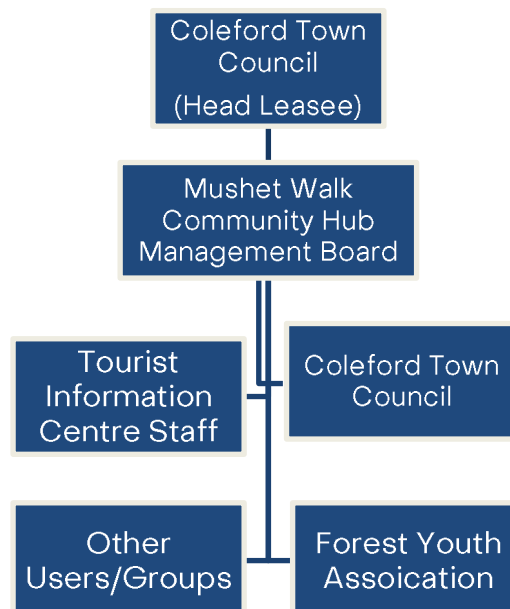 Coleford Town
Council
(Head Leasee)
Mushet Walk
Community Hub
Management Board
Tourist
Information
Centre Staff
Coleford Town
Council
Other
Users/Groups
Forest Youth
Assoication